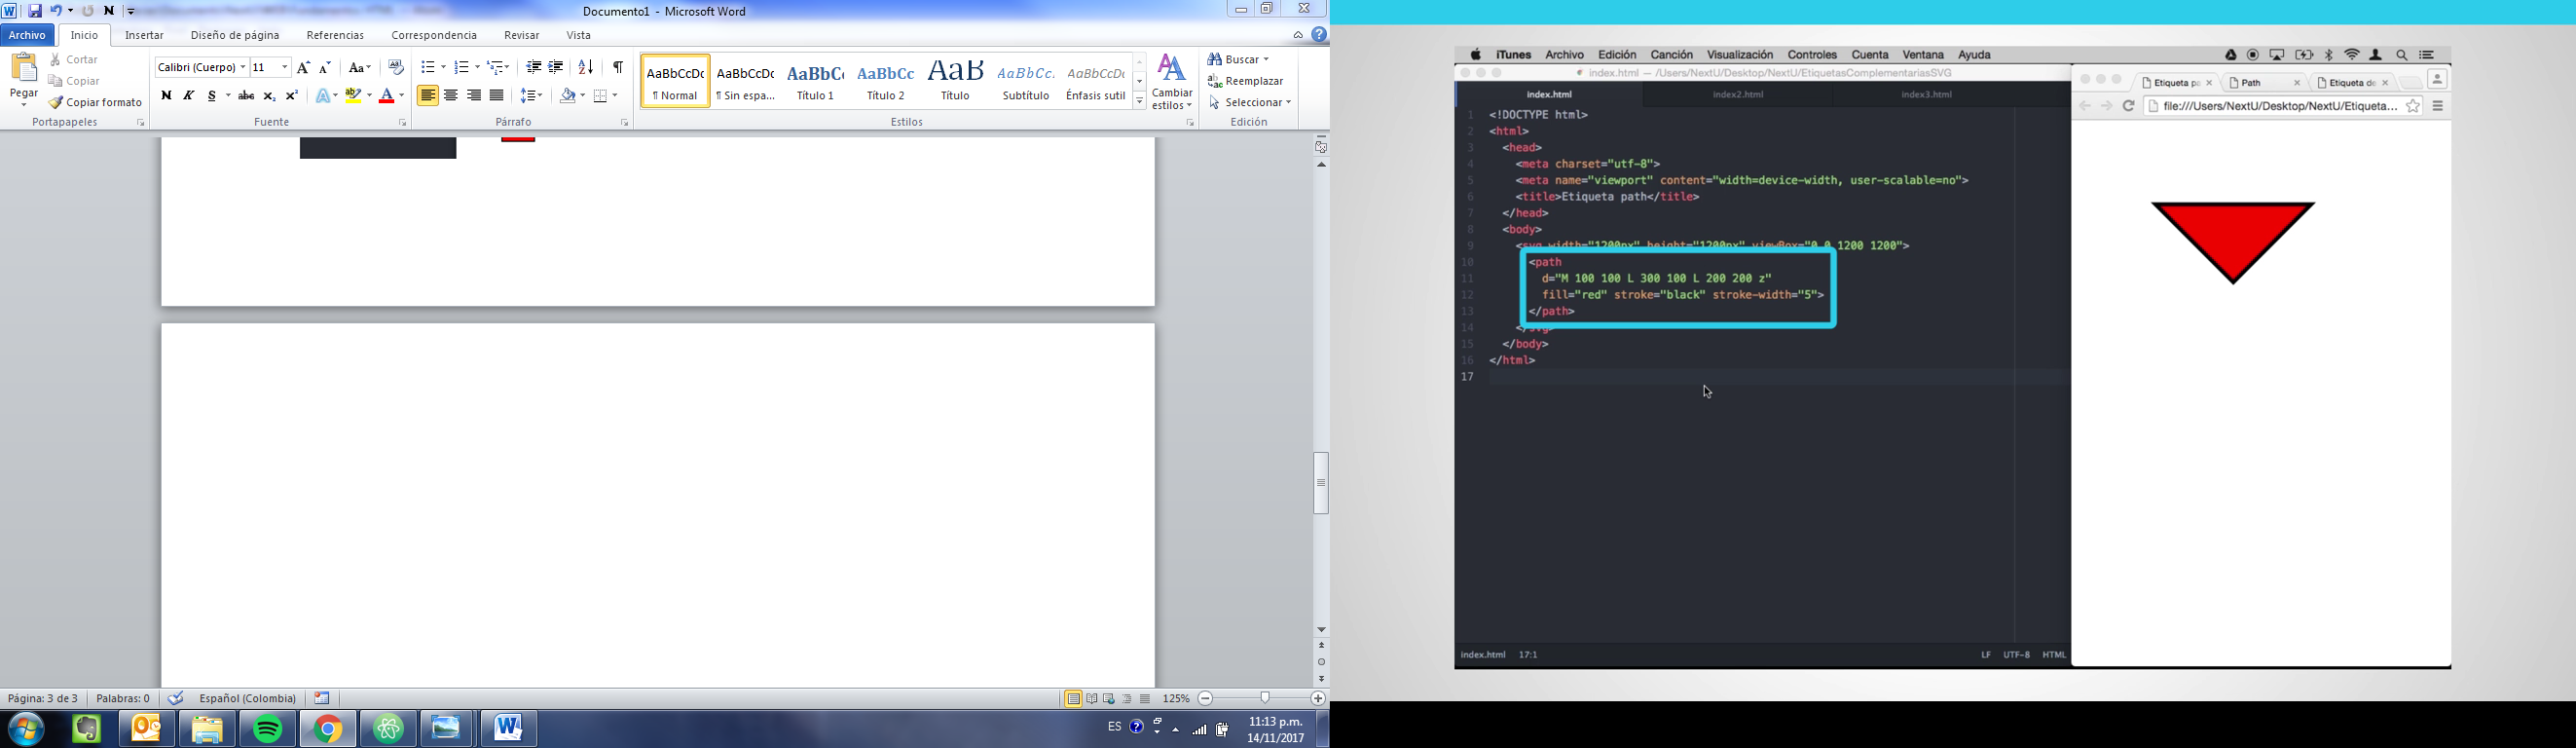 Documento1 - Microsoft Word
Archivo Inicio Insertar Diseño de página Referencias Correspondencia Revisar Vista
Pegar
Cortar
Copiar
Copiar formato
Portapapeles
Calibri (Cuerpo) 11
Fuente
Párrafo
AaBbCcDc AaBbCcDc AaBbC AaBbCc AaB AaBbCc. AaBbCcDc
¶ Normal ¶ Sin espa... Título 1 Título 2 Título Subtítulo Énfasis sutil
Cambiar estilos
Estilos
Buscar
Reemplazar
Seleccionar
Edición
Página: 3 de 3 Palabras: 0 Español (Colombia) 125%
ES 11:13 p.m.
14/11/2017
iTunes Archivo Edición Canción Visualización Controles Cuenta Ventana Ayuda
index.html — /Users/NextU/Desktop/NextU/EtiquetasComplementariasSVG
index.html index2.html index3.html
1 <!DOCTYPE html>
2 <html>
3 <head>
4 <meta charset="utf-8">
5 <meta name="viewport" content="width=device-width, user-scalable=no">
6 <title>Etiqueta path</title>
7 </head>
8 <body>
9 <svg width="1200px" height="1200px" viewBox="0 0 1200 1200">
10 <path
11 d="M 100 100 L 300 100 L 200 200 z"
12 fill="red" stroke="black" stroke-width="5">
13 </path>
14 </svg>
15 </body>
16 </html>
17
index.html 17:1 LF UTF-8 HTML
Etiqueta pa Path Etiqueta de
file:///Users/NextU/Desktop/NextU/Etiqueta...